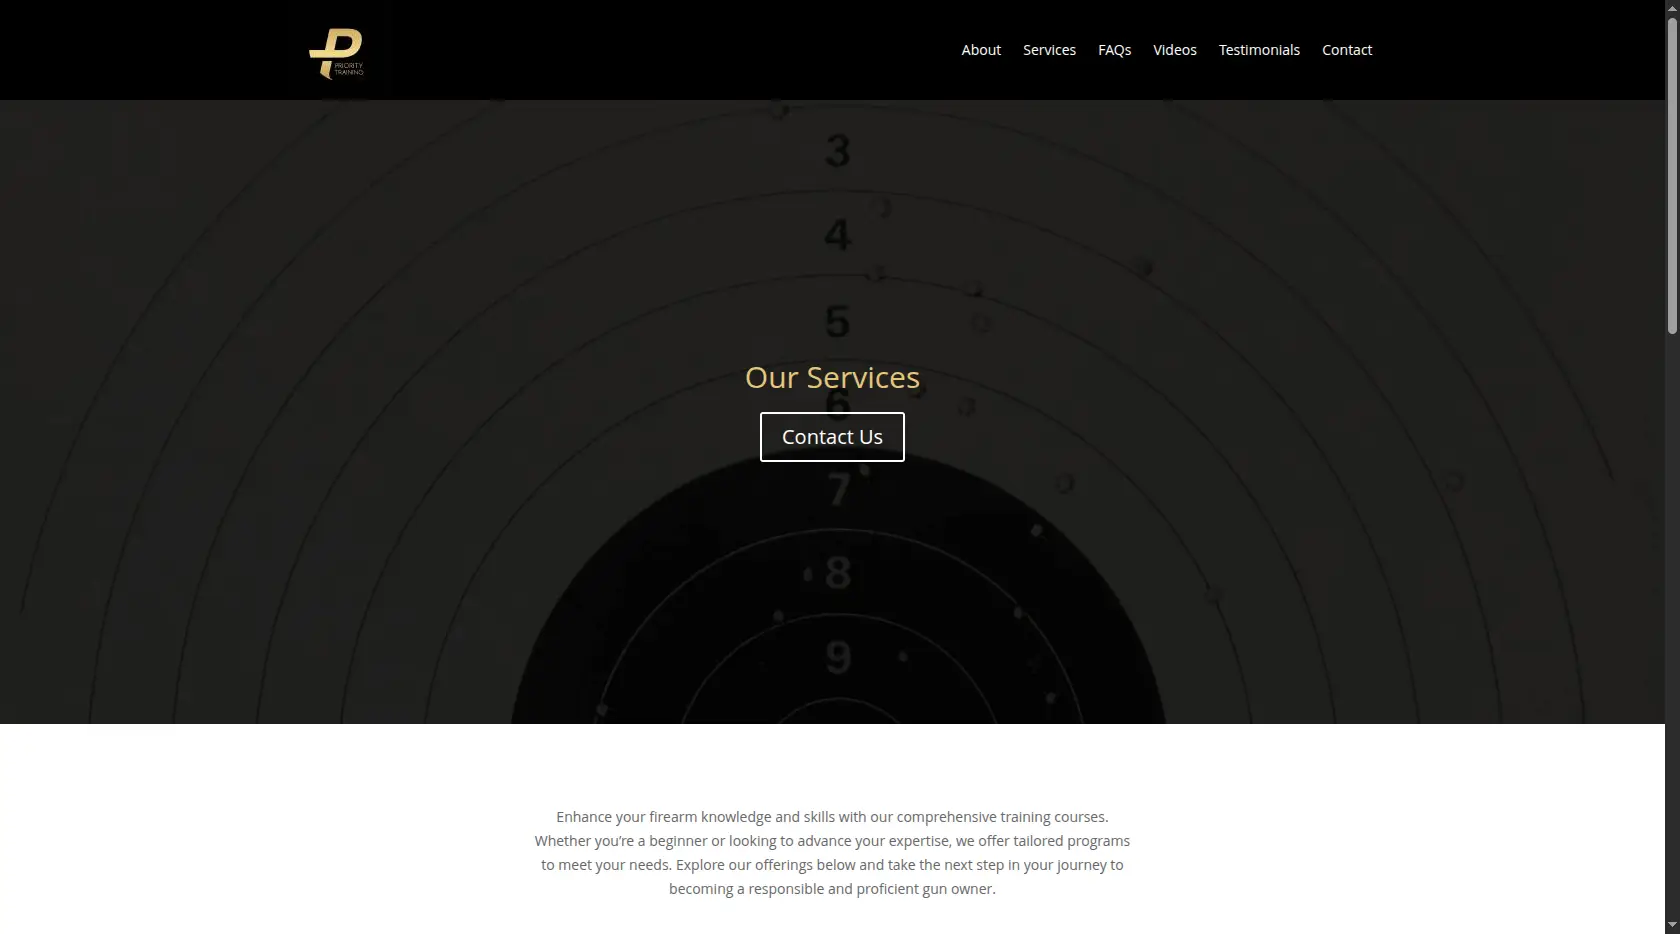 PRIORITY
TRAINING
About
Services
FAQs
Videos
Testimonials
Contact
3
4
5
Our Services
6
Contact Us
7
8
9
Enhance your firearm knowledge and skills with our comprehensive training courses.
Whether you’re a beginner or looking to advance your expertise, we offer tailored programs
to meet your needs. Explore our offerings below and take the next step in your journey to
becoming a responsible and proficient gun owner.